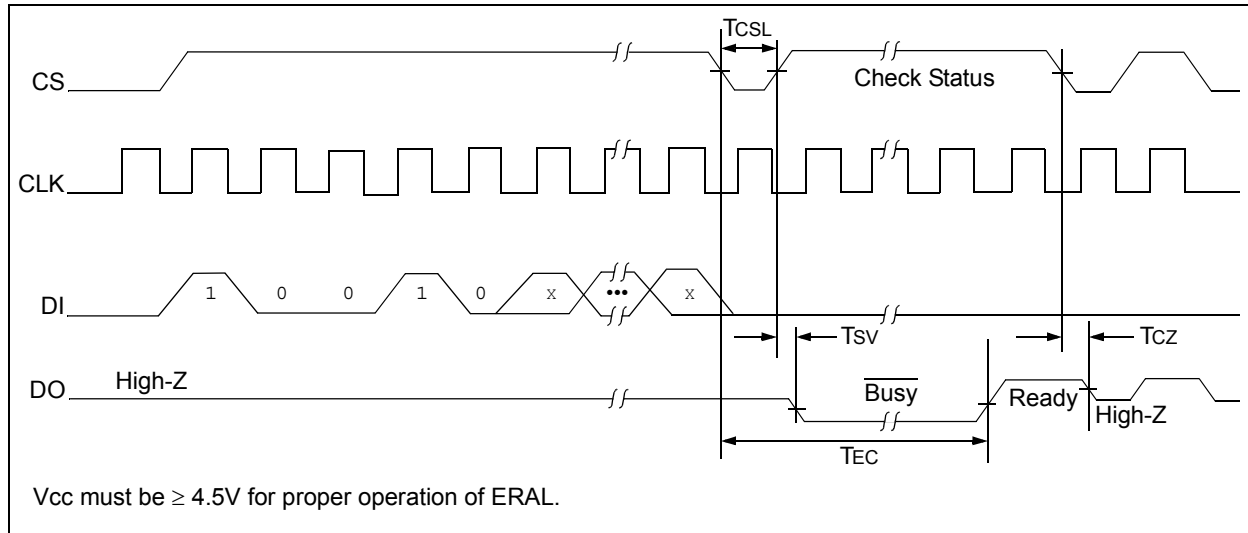 TCSL
CS
Check Status
CLK
DI
1 0 0 1 0 x ••• x
TSV
TCZ
DO
High-Z
Busy
Ready
High-Z
TEC
Vcc must be ≥ 4.5V for proper operation of ERAL.